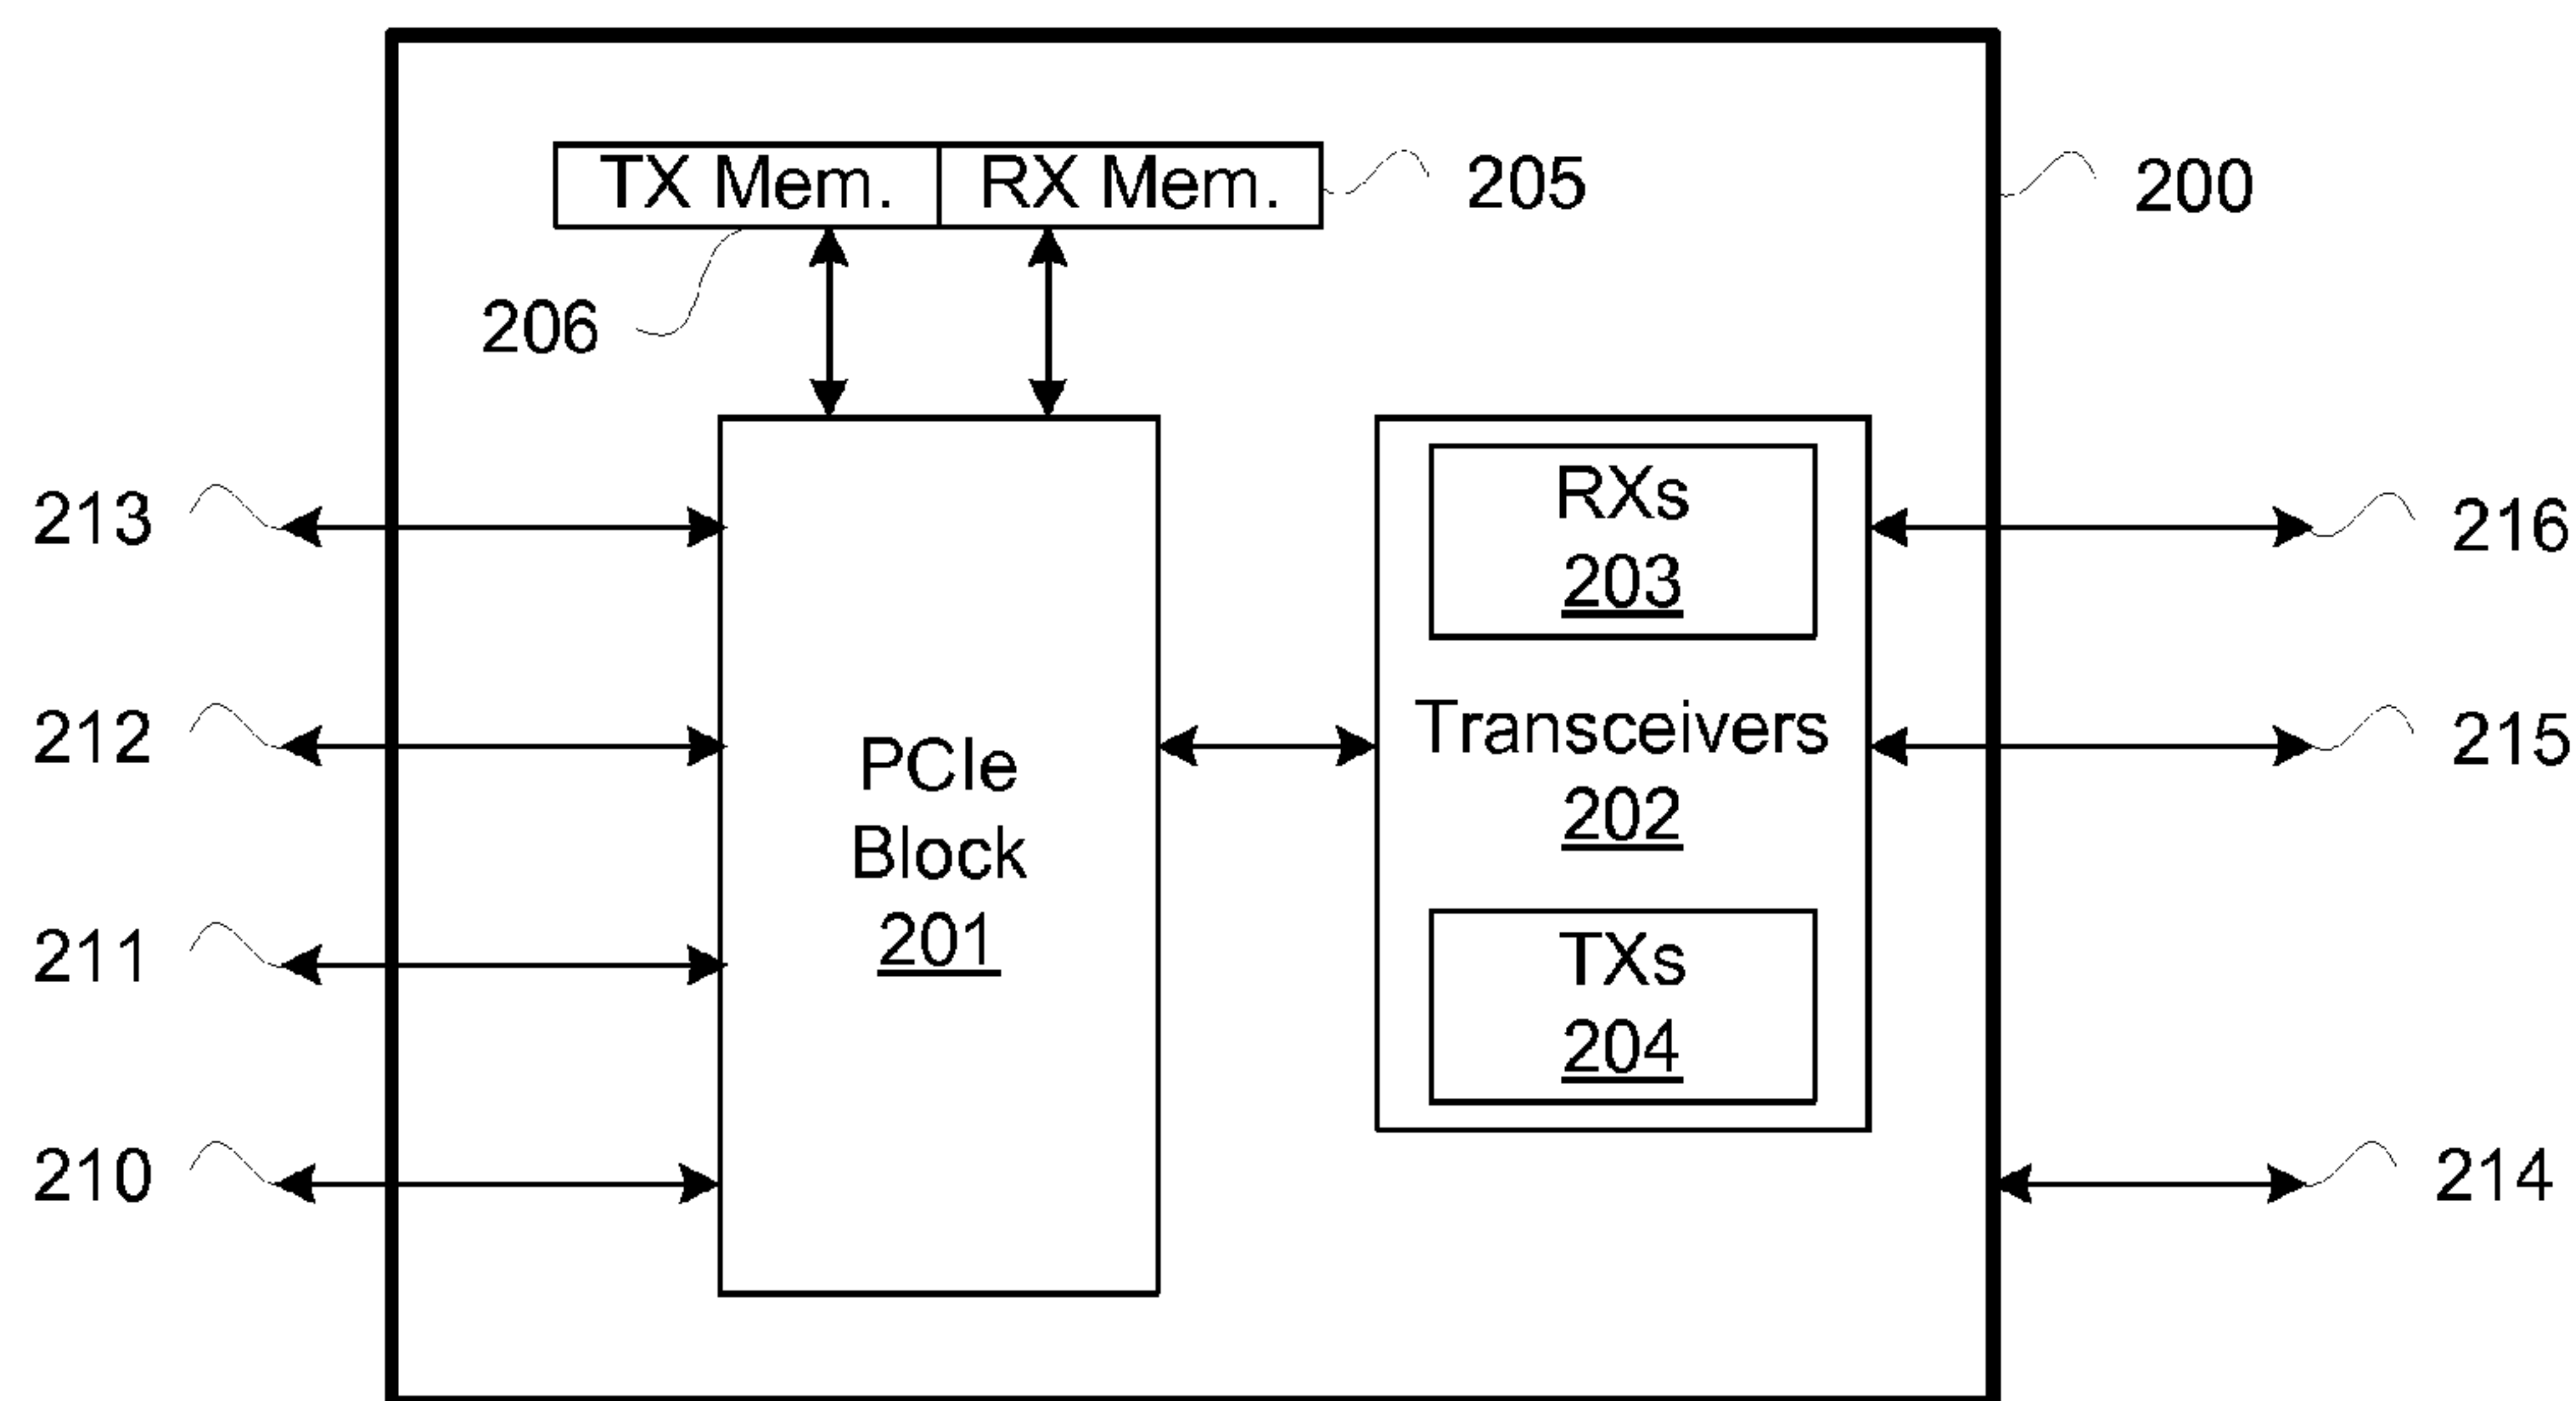 TX Mem. RX Mem.
205
200
206
213
RXs
203
216
212
PCIe
Block
201
Transceivers
202
215
211
TXs
204
210
214